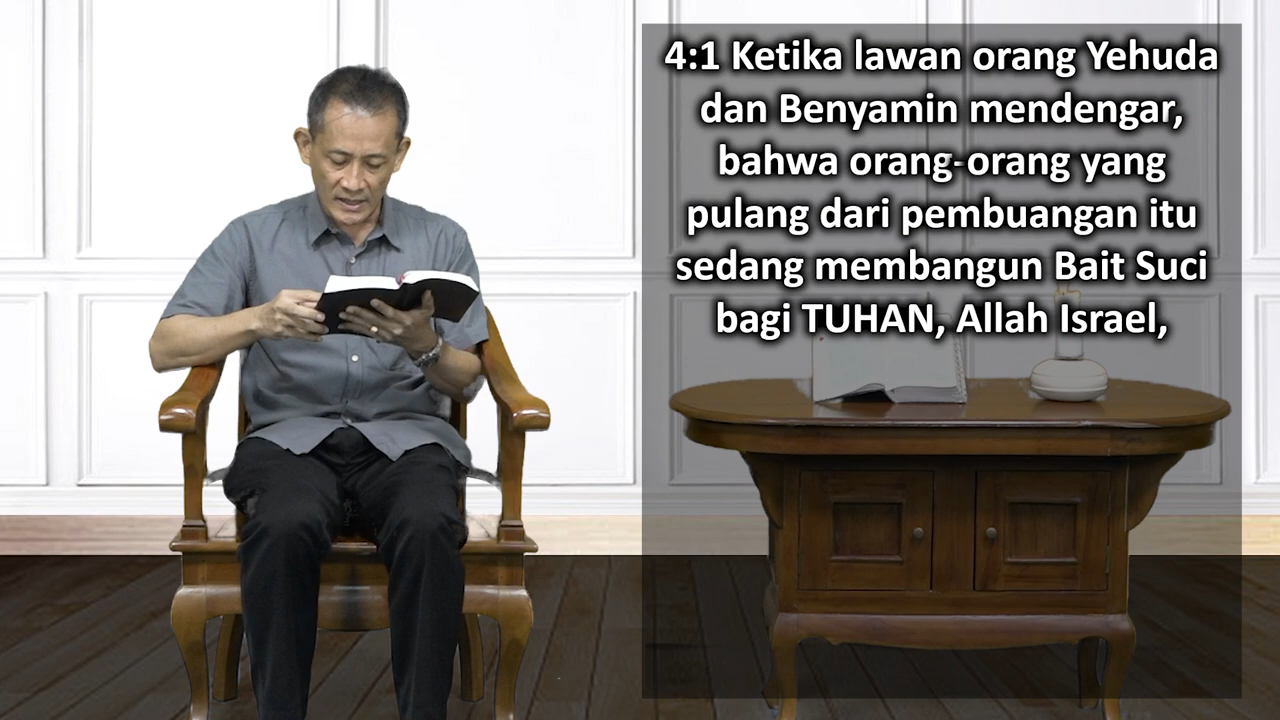 4:1 Ketika lawan orang Yehuda
dan Benyamin mendengar,
bahwa orang-orang yang
pulang dari pembuangan itu
sedang membangun Bait Suci
bagi TUHAN, Allah Israel,